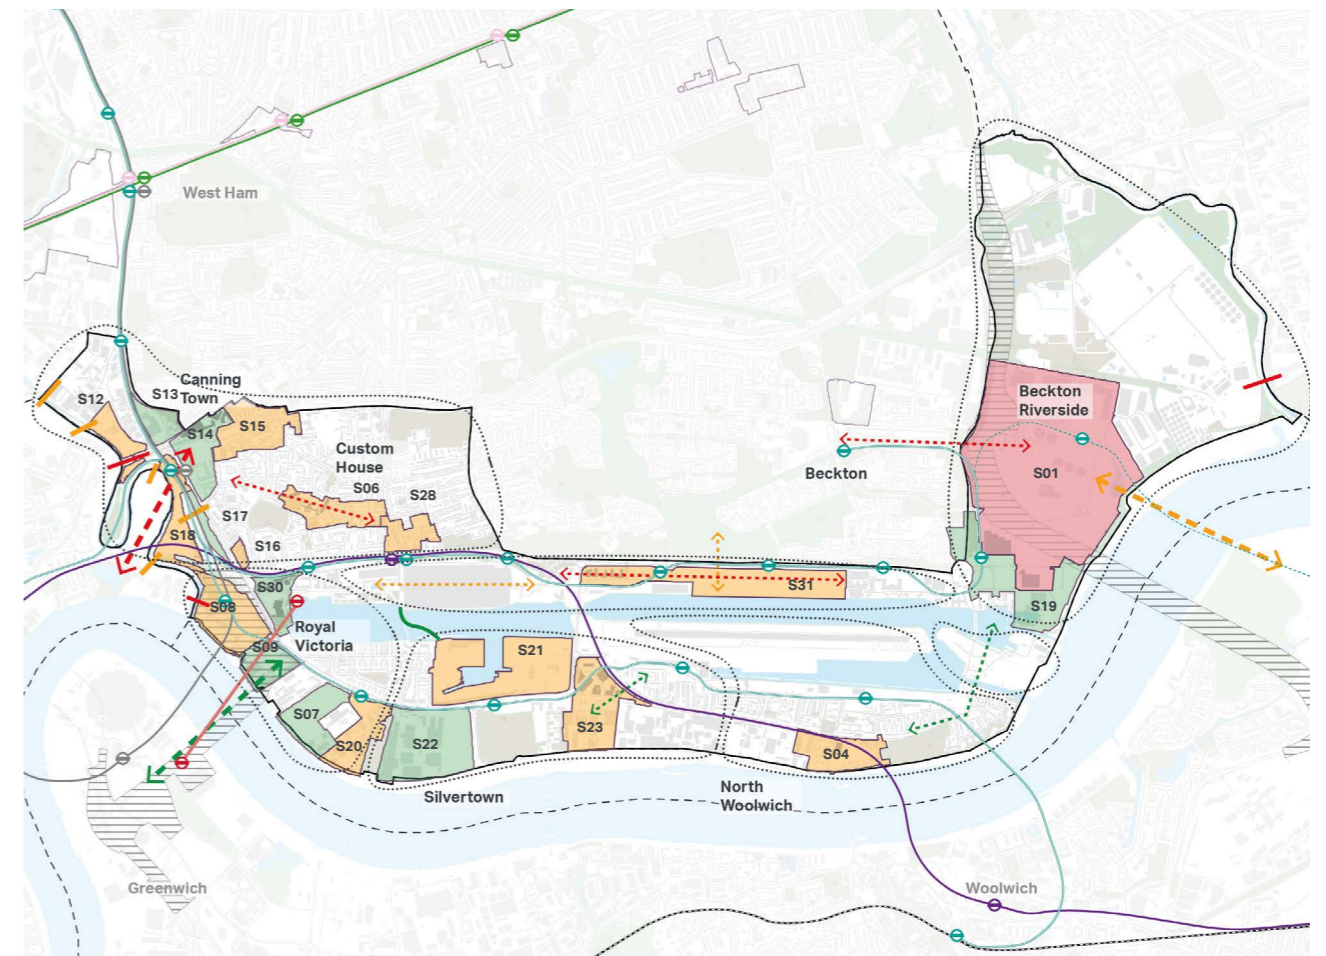 West Ham
Canning
Town
S13
S12
S14
S15
Beckton
Riverside
Custom
House
S06
S28
Beckton
S01
S17
S18
S16
S30
S31
S08
S19
Royal
Victoria
S09
S21
S07
S20
S22
S23
S04
Silvertown
North
Woolwich
Greenwich
Woolwich